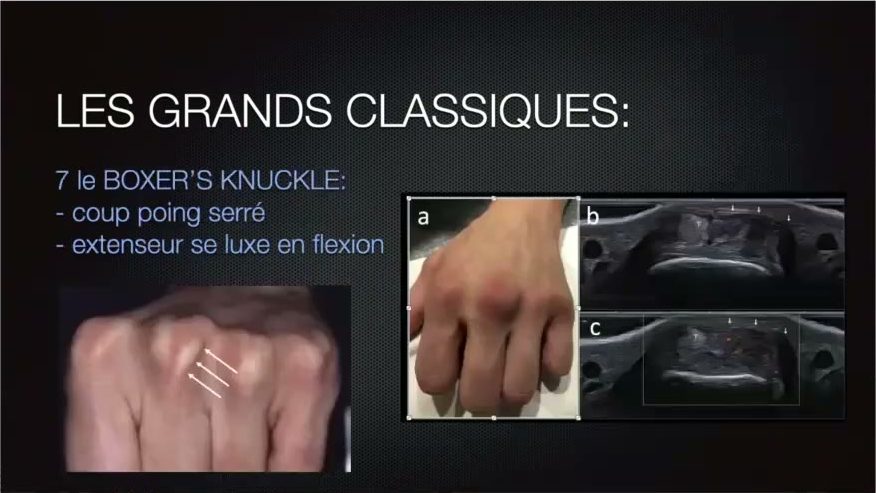 LES GRANDS CLASSIQUES:
7 le BOXER'S KNUCKLE:
- coup poing serré
- extenseur se luxe en flexion
a
b
c